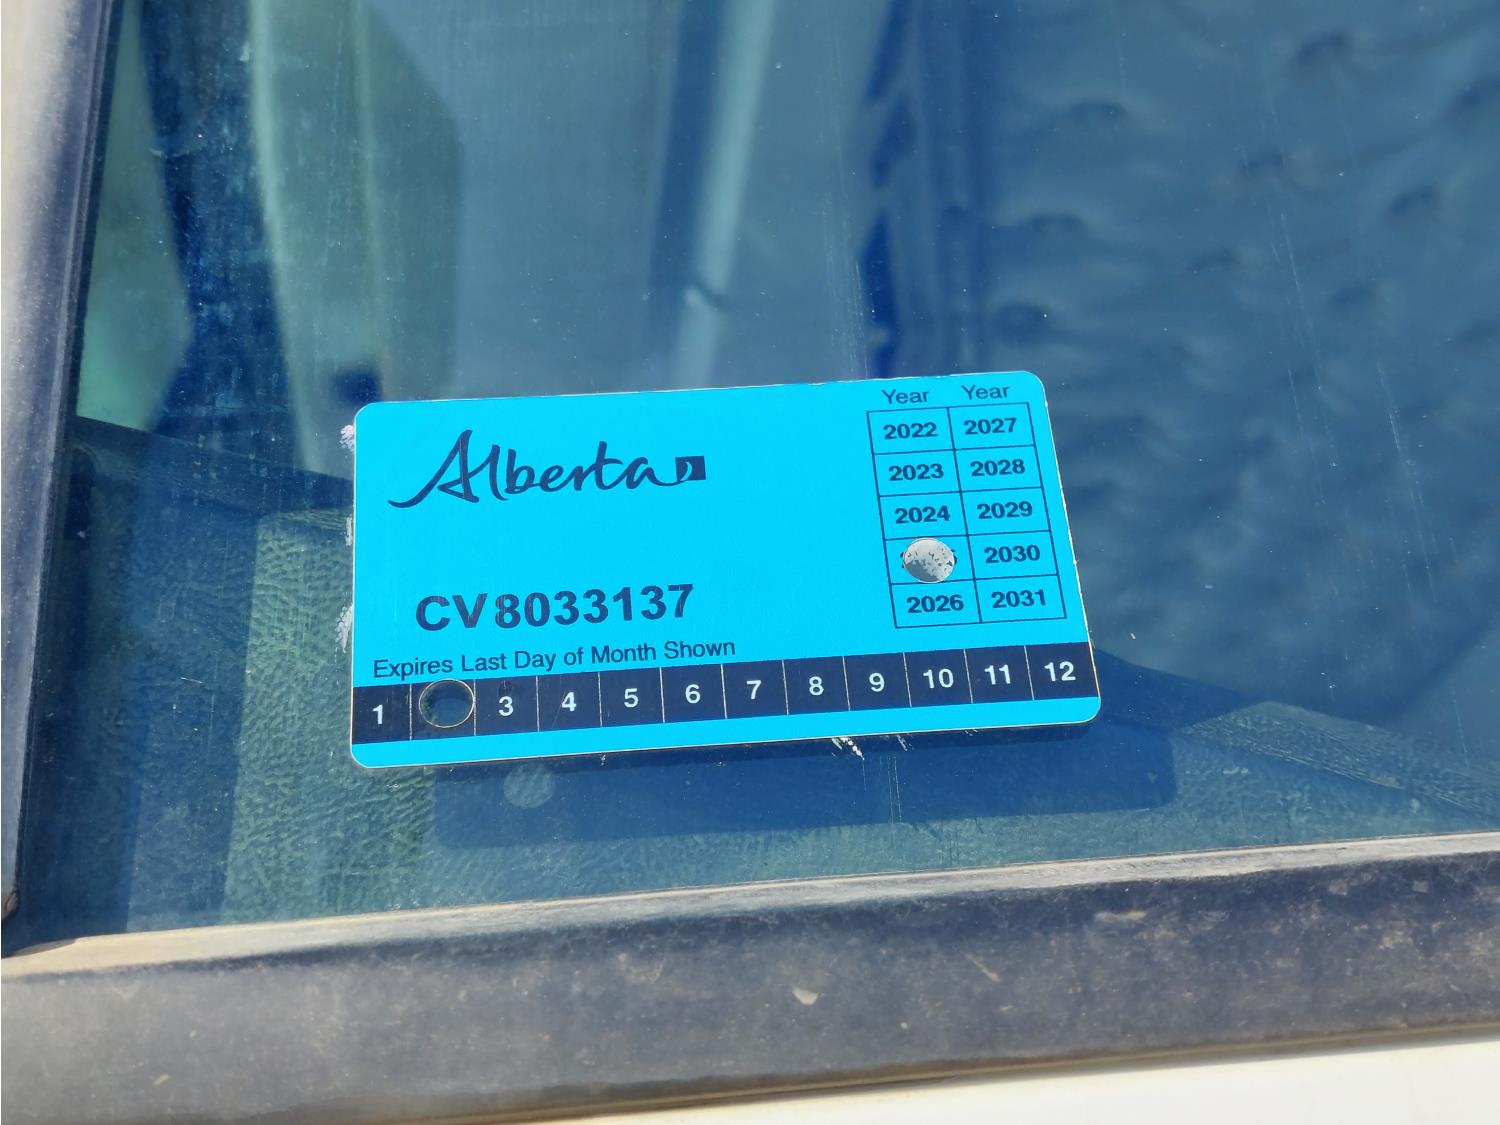 Alberta
Year Year
2022 2027
2023 2028
2024 2029
2030
2026 2031
CV8033137
Expires Last Day of Month Shown
1 3 4 5 6 7 8 9 10 11 12